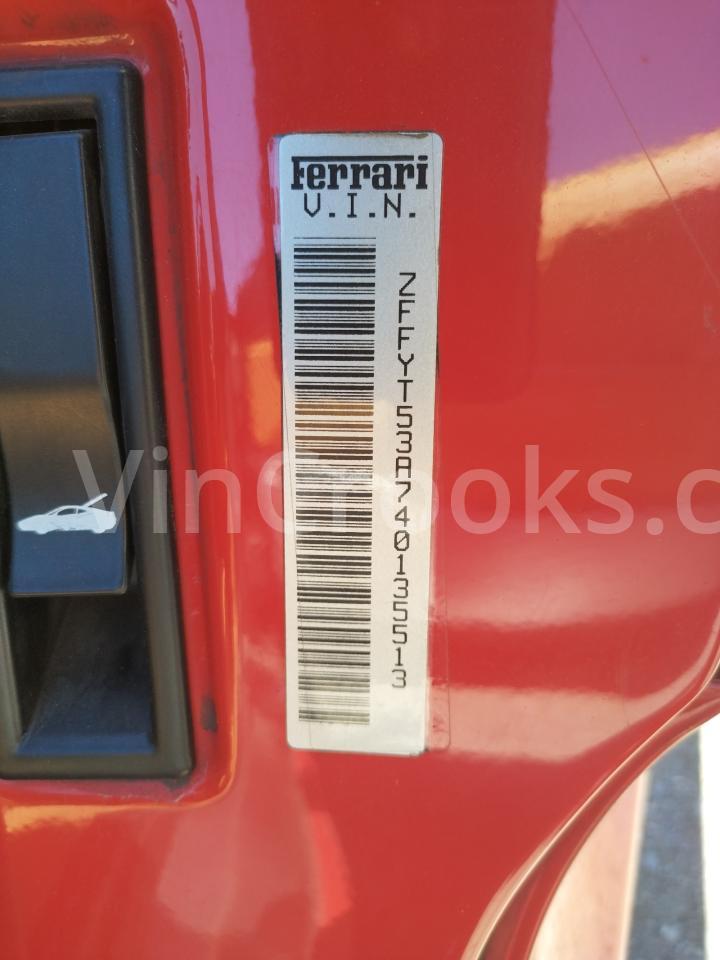 Ferrari
V.I.N.
ZFFYT53A740135513
VinCrooks.c